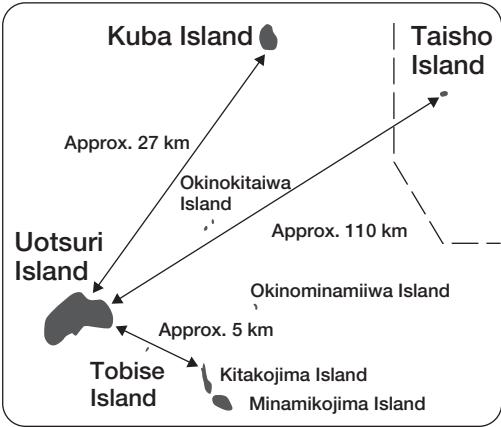 Kuba Island
Taisho
Island
Approx. 27 km
Okinokitaiwa
Island
Approx. 110 km
Uotsuri
Island
Okinominamiiwa Island
Approx. 5 km
Tobise
Island
Kitakojima Island
Minamikojima Island